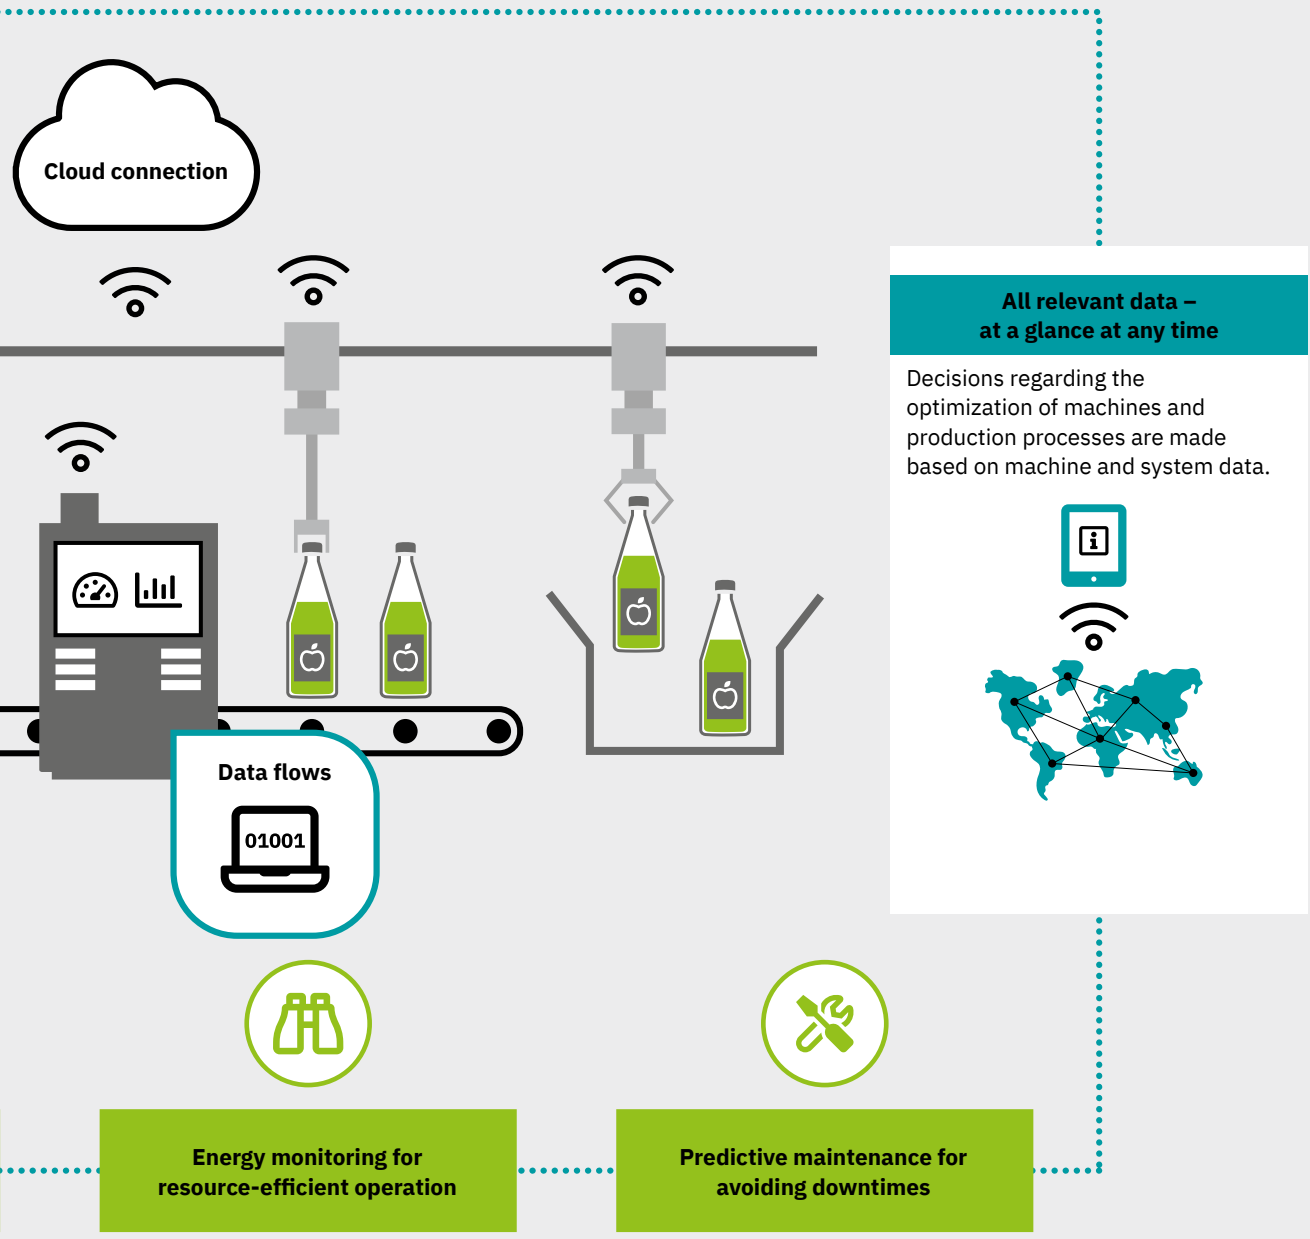 Cloud connection
All relevant data –
at a glance at any time
Decisions regarding the
optimization of machines and
production processes are made
based on machine and system data.
Data flows
01001
Energy monitoring for
resource-efficient operation
Predictive maintenance for
avoiding downtimes